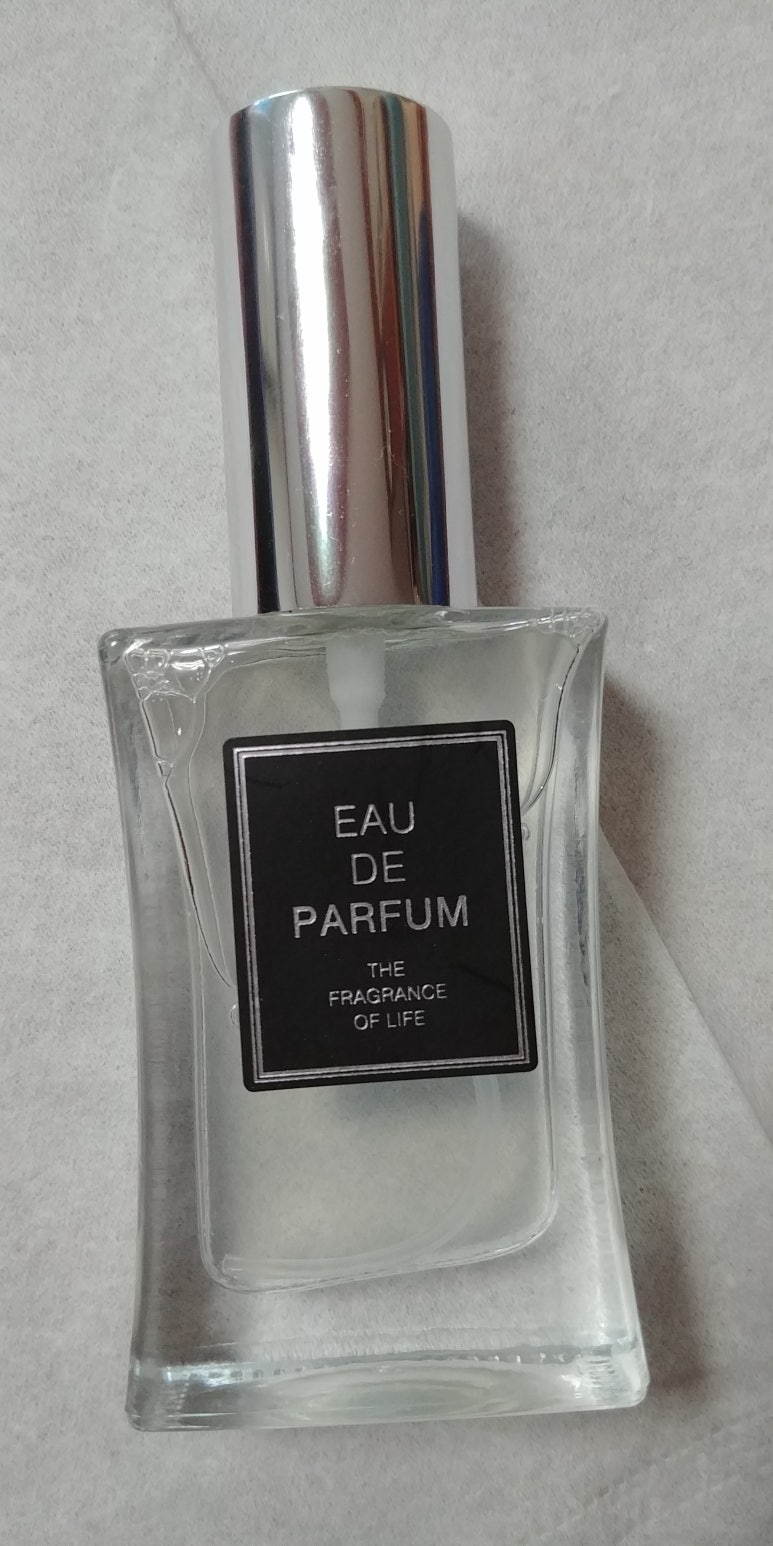 EAU
DE
PARFUM
THE
FRAGRANCE
OF LIFE